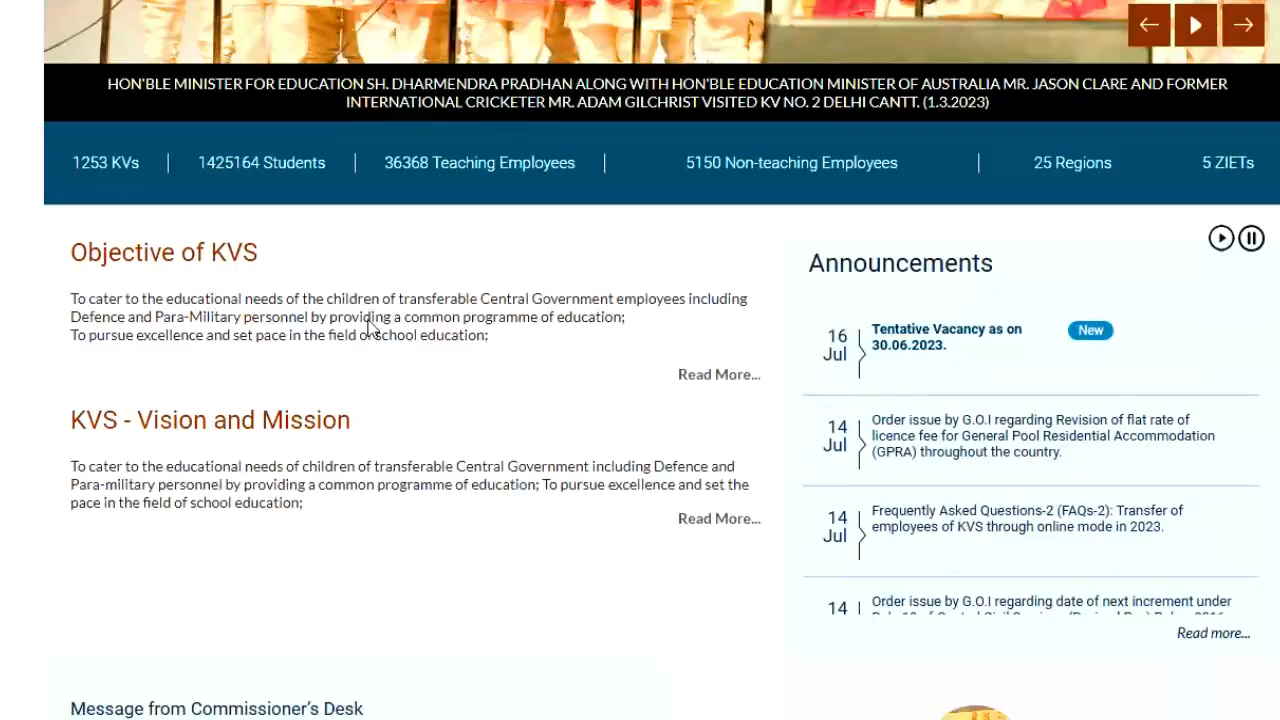 HON'BLE MINISTER FOR EDUCATION SH. DHARMENDRA PRADHAN ALONG WITH HON'BLE EDUCATION MINISTER OF AUSTRALIA MR. JASON CLARE AND FORMER
INTERNATIONAL CRICKETER MR. ADAM GILCHRIST VISITED KV NO. 2 DELHI CANTT. (1.3.2023)
1253 KVs 1425164 Students 36368 Teaching Employees 5150 Non-teaching Employees 25 Regions 5 ZIETs
Objective of KVS
To cater to the educational needs of the children of transferable Central Government employees including
Defence and Para-Military personnel by providing a common programme of education;
To pursue excellence and set pace in the field of school education;
Read More...
KVS - Vision and Mission
To cater to the educational needs of children of transferable Central Government including Defence and
Para-military personnel by providing a common programme of education; To pursue excellence and set the
pace in the field of school education;
Read More...
Announcements
16 Jul
Tentative Vacancy as on
30.06.2023.
New
14 Jul
Order issue by G.O.I regarding Revision of flat rate of
licence fee for General Pool Residential Accommodation
(GPRA) throughout the country.
14 Jul
Frequently Asked Questions-2 (FAQs-2): Transfer of
employees of KVS through online mode in 2023.
14
Order issue by G.O.I regarding date of next increment under
Read more...
Message from Commissioner's Desk